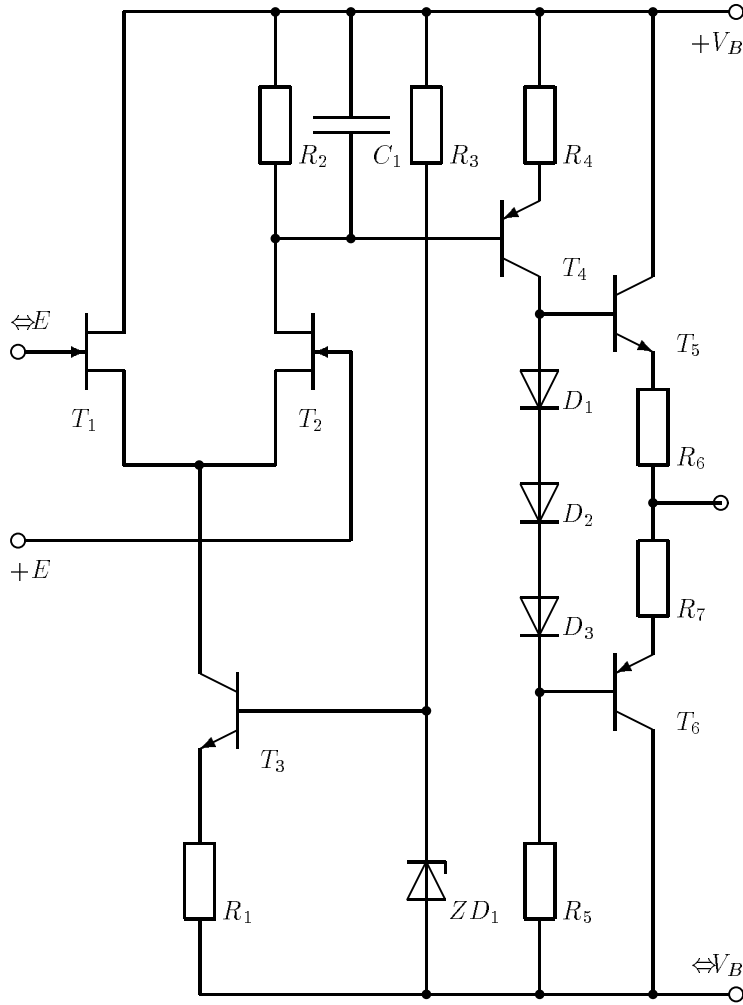 +V_B
R_2
C_1
R_3
R_4
T_4
⇔E
T_5
T_1
T_2
D_1
R_6
D_2
+E
D_3
R_7
T_6
T_3
R_1
ZD_1
R_5
⇔V_B